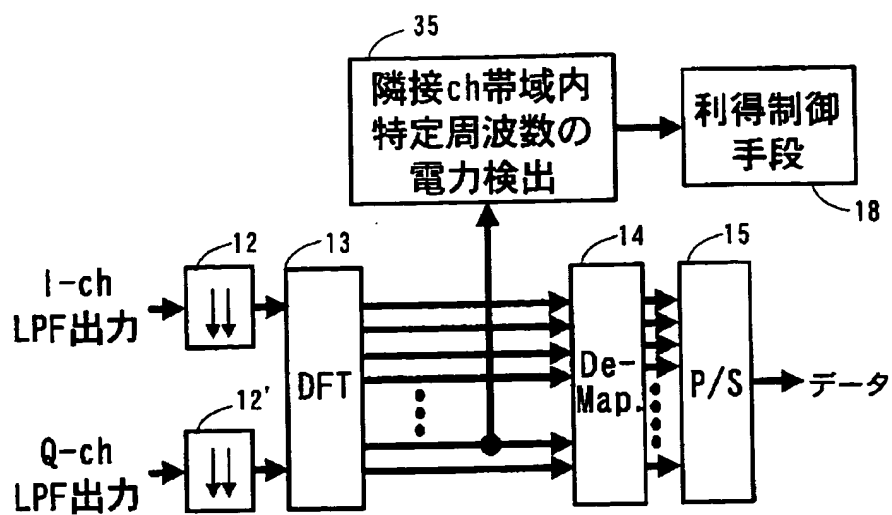 35
隣接ch帯域内
特定周波数の
電力検出
利得制御
手段
18
I-ch
LPF出力
12
13
14
15
DFT
De-
Map.
P/S
データ
12'
Q-ch
LPF出力